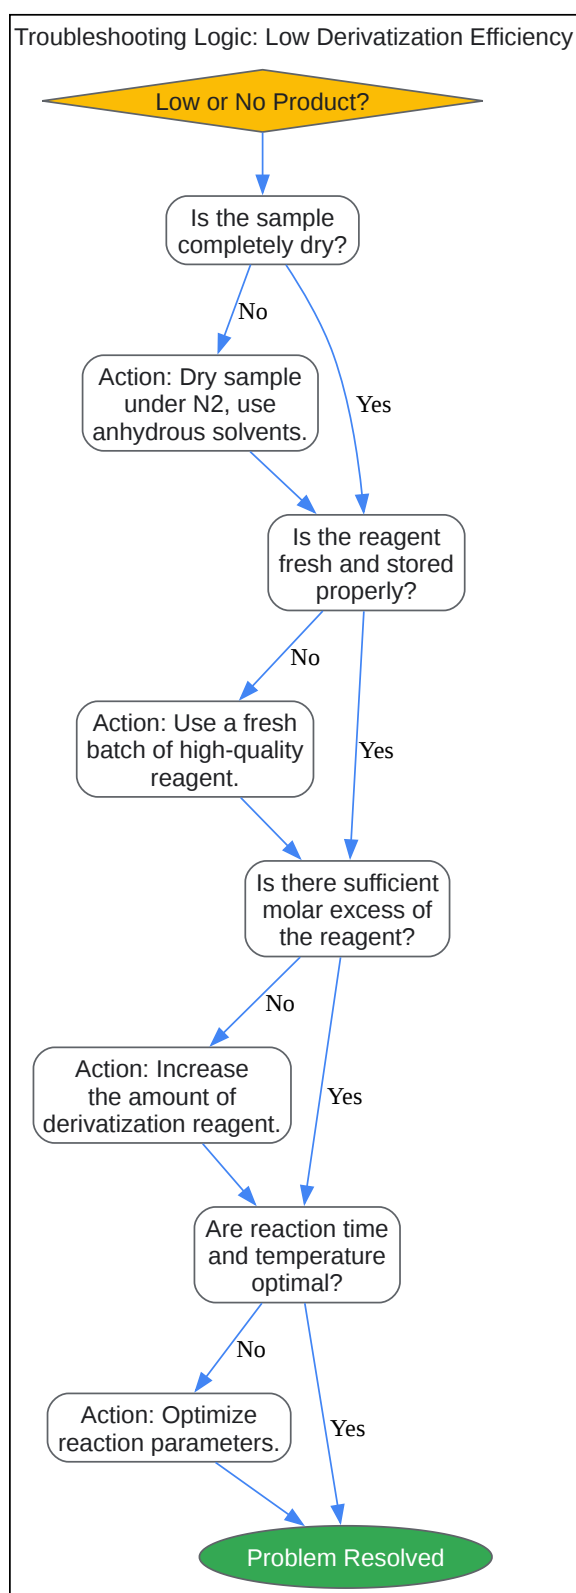 Troubleshooting Logic: Low Derivatization Efficiency
Low or No Product?
Is the sample
completely dry?
No
Action: Dry sample
under N2, use
anhydrous solvents.
Yes
Is the reagent
fresh and stored
properly?
No
Action: Use a fresh
batch of high-quality
reagent.
Yes
Is there sufficient
molar excess of
the reagent?
No
Action: Increase
the amount of
derivatization reagent.
Yes
Are reaction time
and temperature
optimal?
No
Action: Optimize
reaction parameters.
Yes
Problem Resolved